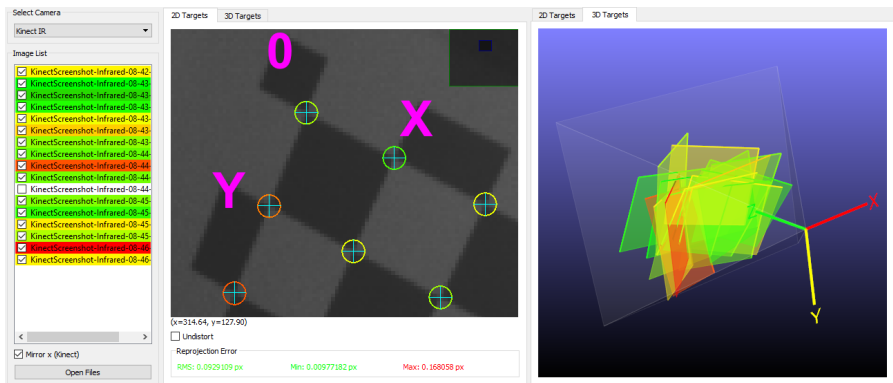 Select Camera
Kinect IR
Image List
KinectScreenshot-Infrared-08-42-
KinectScreenshot-Infrared-08-43-
KinectScreenshot-Infrared-08-43-
KinectScreenshot-Infrared-08-43-
KinectScreenshot-Infrared-08-43-
KinectScreenshot-Infrared-08-43-
KinectScreenshot-Infrared-08-43-
KinectScreenshot-Infrared-08-44-
KinectScreenshot-Infrared-08-44-
KinectScreenshot-Infrared-08-44-
KinectScreenshot-Infrared-08-44-
KinectScreenshot-Infrared-08-45-
KinectScreenshot-Infrared-08-45-
KinectScreenshot-Infrared-08-45-
KinectScreenshot-Infrared-08-45-
KinectScreenshot-Infrared-08-46-
KinectScreenshot-Infrared-08-46-
Mirror x (Kinect)
Open Files
2D Targets 3D Targets
0
X
Y
(x=314.64, y=127.90)
Undistort
Reprojection Error
RMS: 0.0929109 px Min: 0.00977182 px Max: 0.168058 px
2D Targets 3D Targets
X
Z
Y